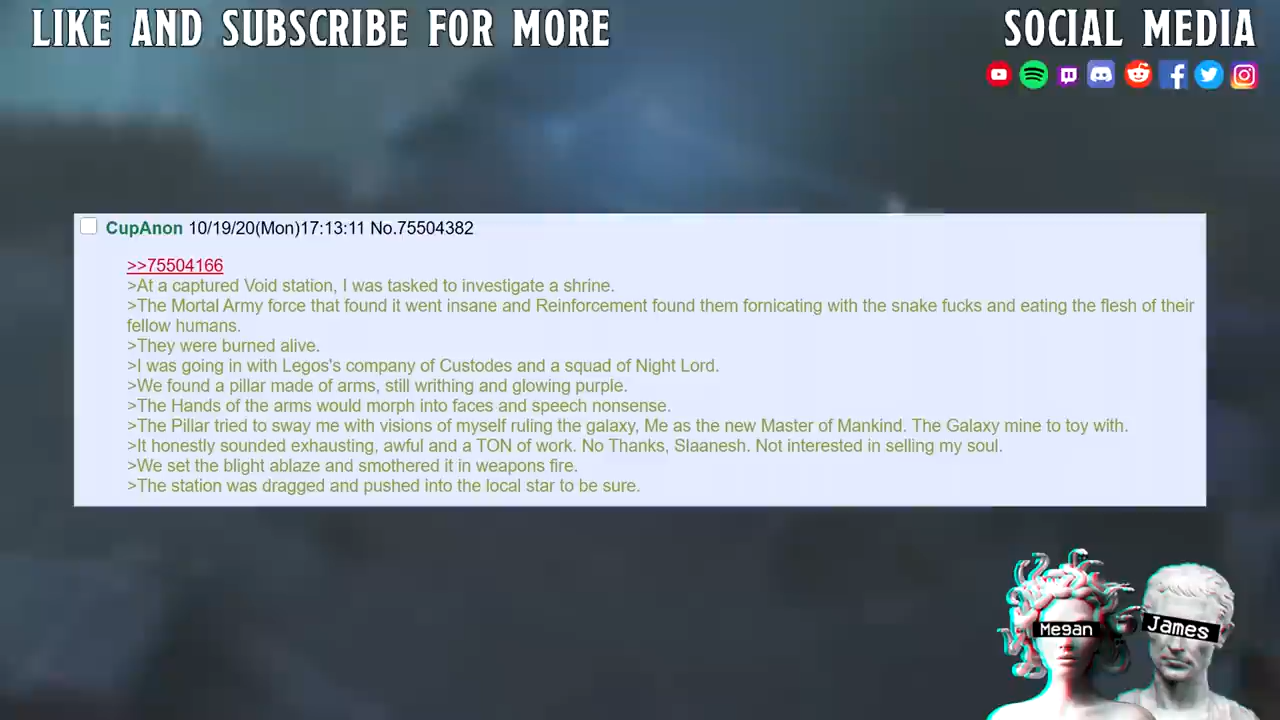 LIKE AND SUBSCRIBE FOR MORE
SOCIAL MEDIA
CupAnon 10/19/20(Mon)17:13:11 No.75504382
>>75504166
>At a captured Void station, I was tasked to investigate a shrine.
>The Mortal Army force that found it went insane and Reinforcement found them fornicating with the snake fucks and eating the flesh of their
fellow humans.
>They were burned alive.
>I was going in with Legos's company of Custodes and a squad of Night Lord.
>We found a pillar made of arms, still writhing and glowing purple.
>The Hands of the arms would morph into faces and speech nonsense.
>The Pillar tried to sway me with visions of myself ruling the galaxy, Me as the new Master of Mankind. The Galaxy mine to toy with.
>It honestly sounded exhausting, awful and a TON of work. No Thanks, Slaanesh. Not interested in selling my soul.
>We set the blight ablaze and smothered it in weapons fire.
>The station was dragged and pushed into the local star to be sure.
Megan
James